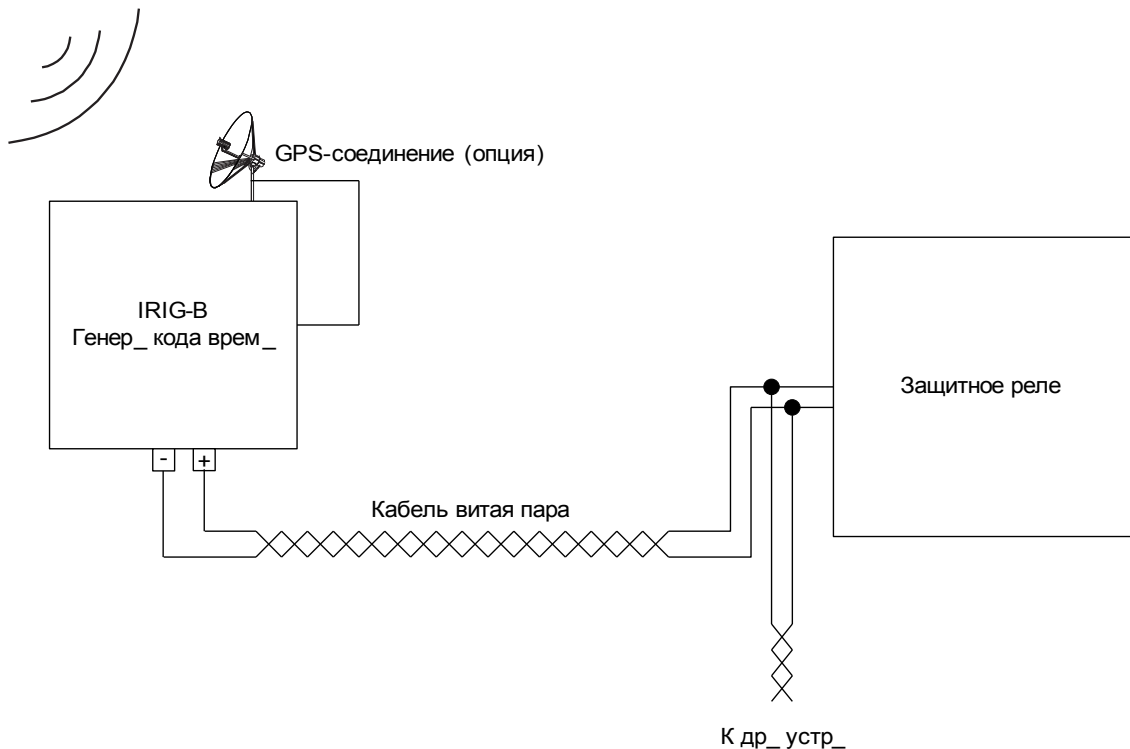 GPS-соединение (опция)
IRIG-B
Генер_ кода врем_
Защитное реле
- +
Кабель витая пара
К др_ устр_